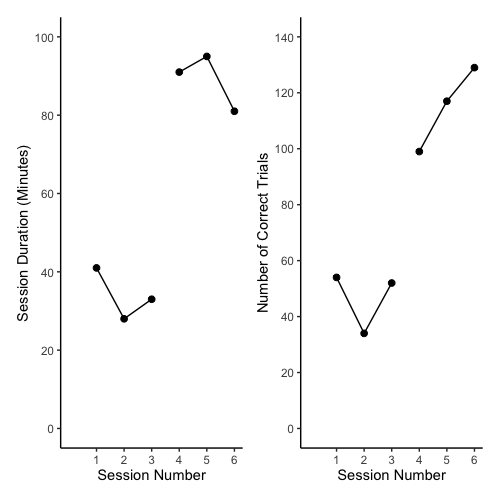 Session Duration (Minutes)
100
80
60
40
20
0
1 2 3 4 5 6
Session Number
Number of Correct Trials
140
120
100
80
60
40
20
0
1 2 3 4 5 6
Session Number